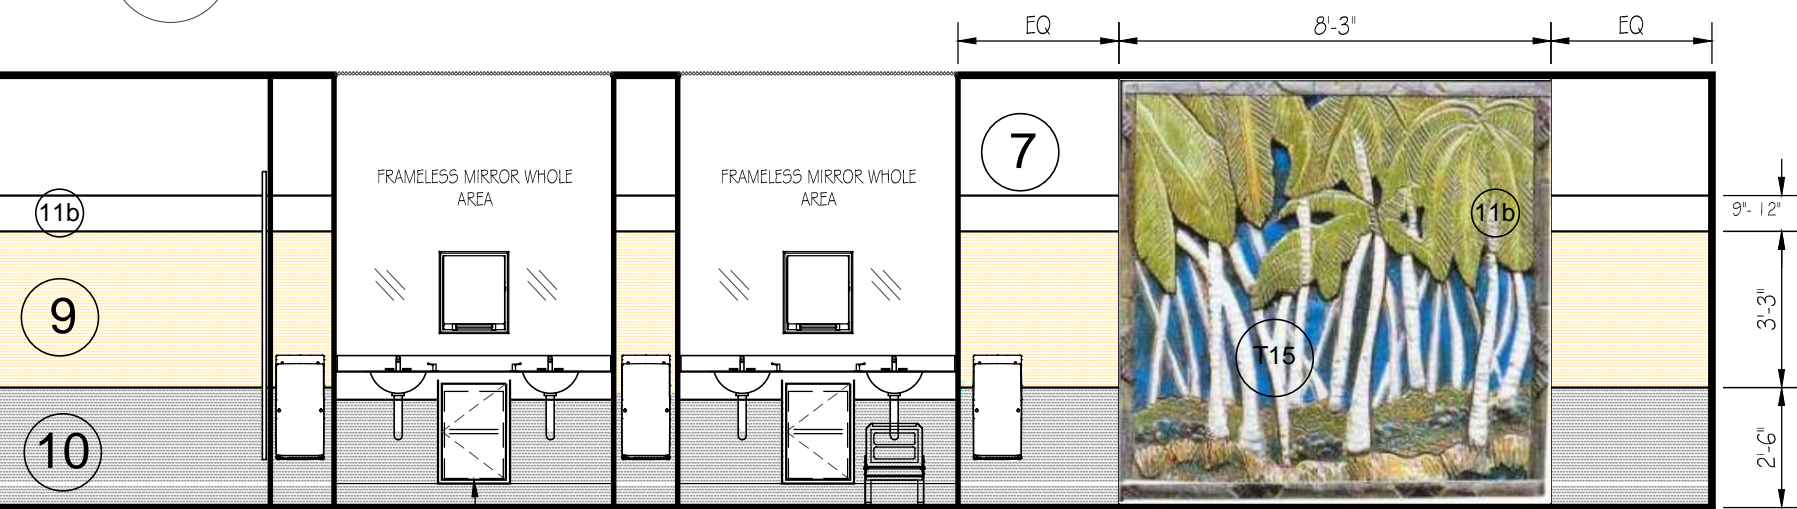 EQ
8'-3"
EQ
7
FRAMELESS MIRROR WHOLE
AREA
FRAMELESS MIRROR WHOLE
AREA
11b
11b
9"- 12"
9
3'-3"
T15
10
2'-6"